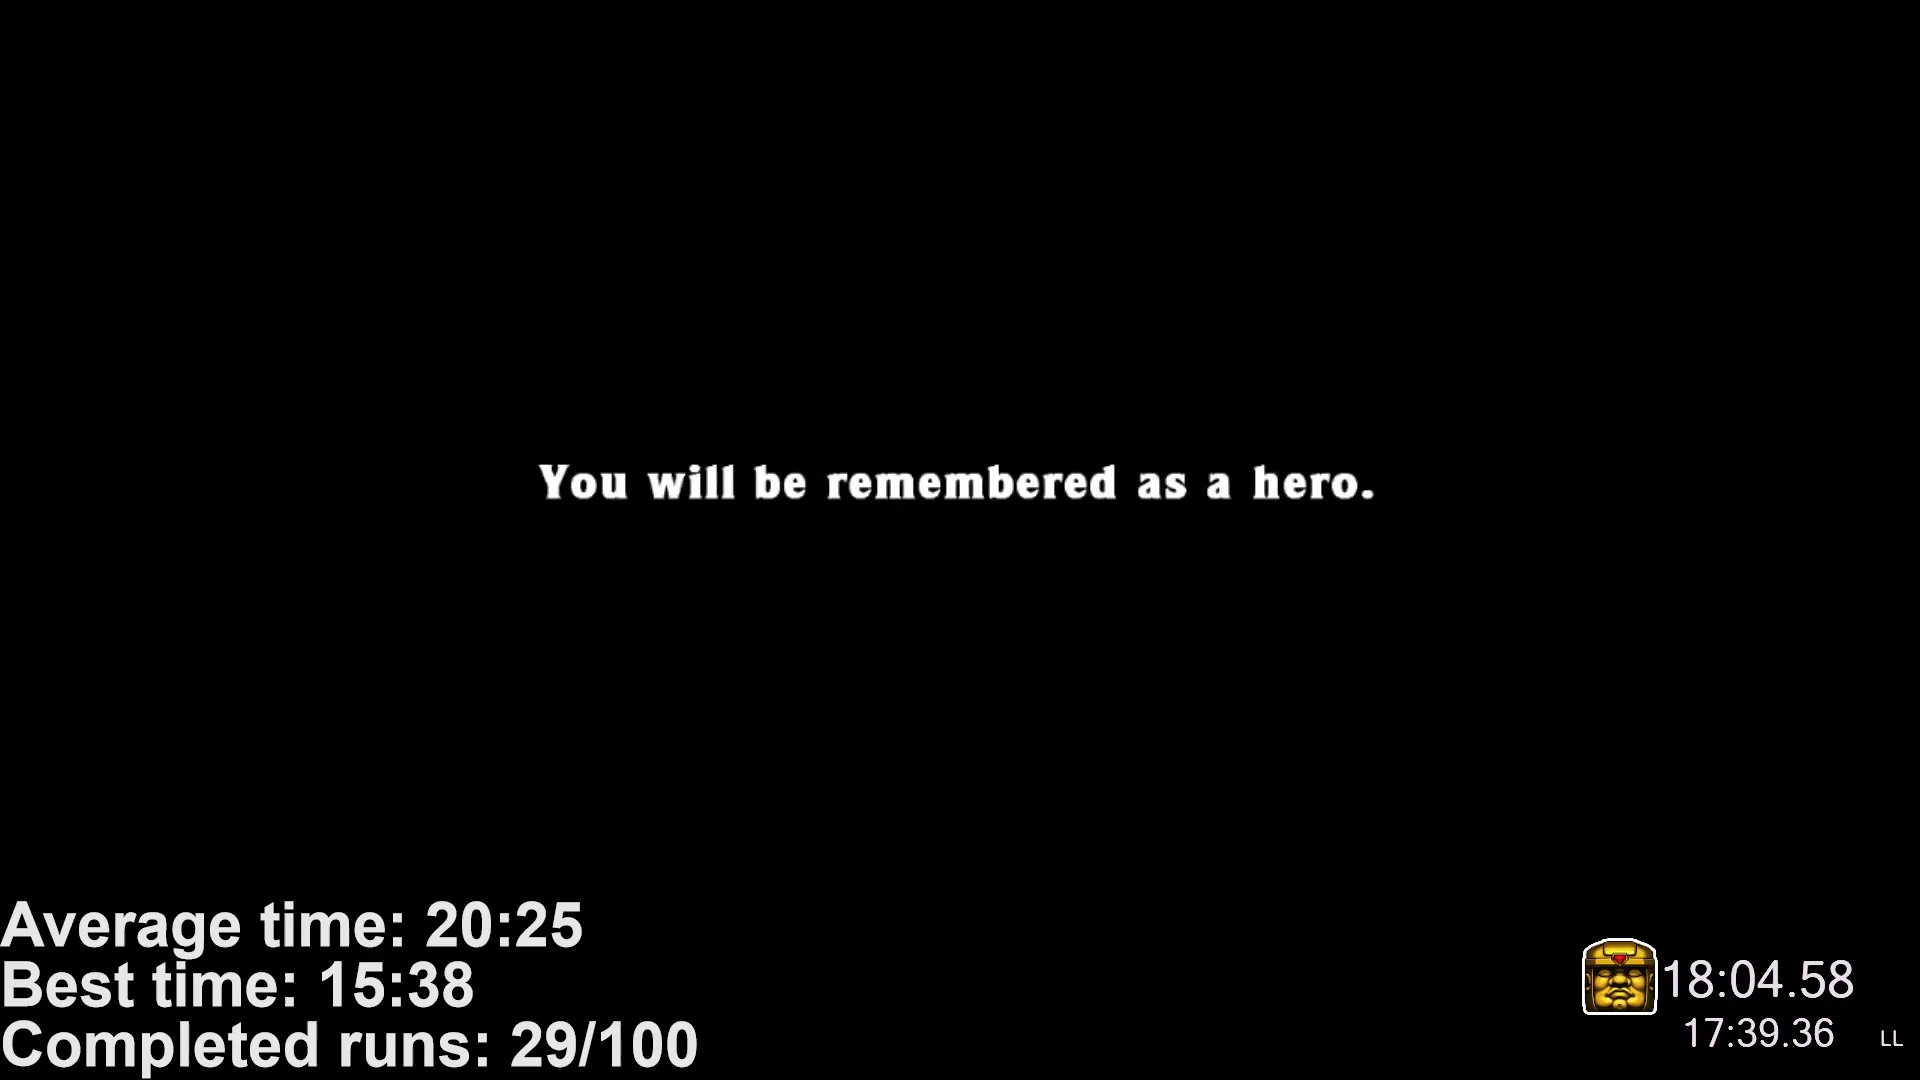 You will be remembered as a hero.
Average time: 20:25
Best time: 15:38
Completed runs: 29/100
18:04.58
17:39.36 LL